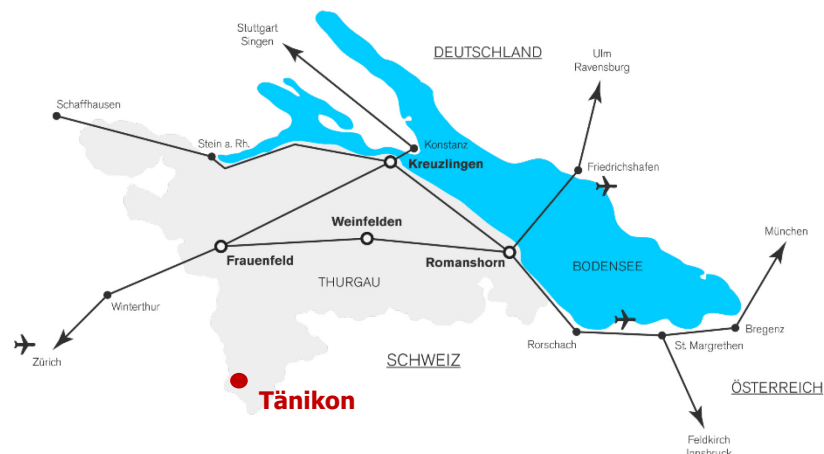 Stuttgart
Singen
DEUTSCHLAND
Ulm
Ravensburg
Schaffhausen
Stein a. Rh.
Konstanz
Kreuzlingen
Friedrichshafen
Weinfelden
Frauenfeld
Romanshorn
BODENSEE
München
THURGAU
Winterthur
Zürich
Rorschach
St. Margrethen
Bregenz
SCHWEIZ
ÖSTERREICH
Tänikon
Feldkirch
Innsbruck